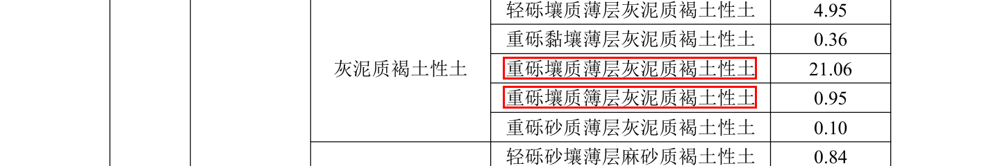 轻砾壤质薄层灰泥质褐土性土 4.95
重砾黏壤薄层灰泥质褐土性土 0.36
灰泥质褐土性土 重砾壤质薄层灰泥质褐土性土 21.06
重砾壤质簿层灰泥质褐土性土 0.95
重砾砂质薄层灰泥质褐土性土 0.10
轻砾砂壤薄层麻砂质褐土性土 0.84